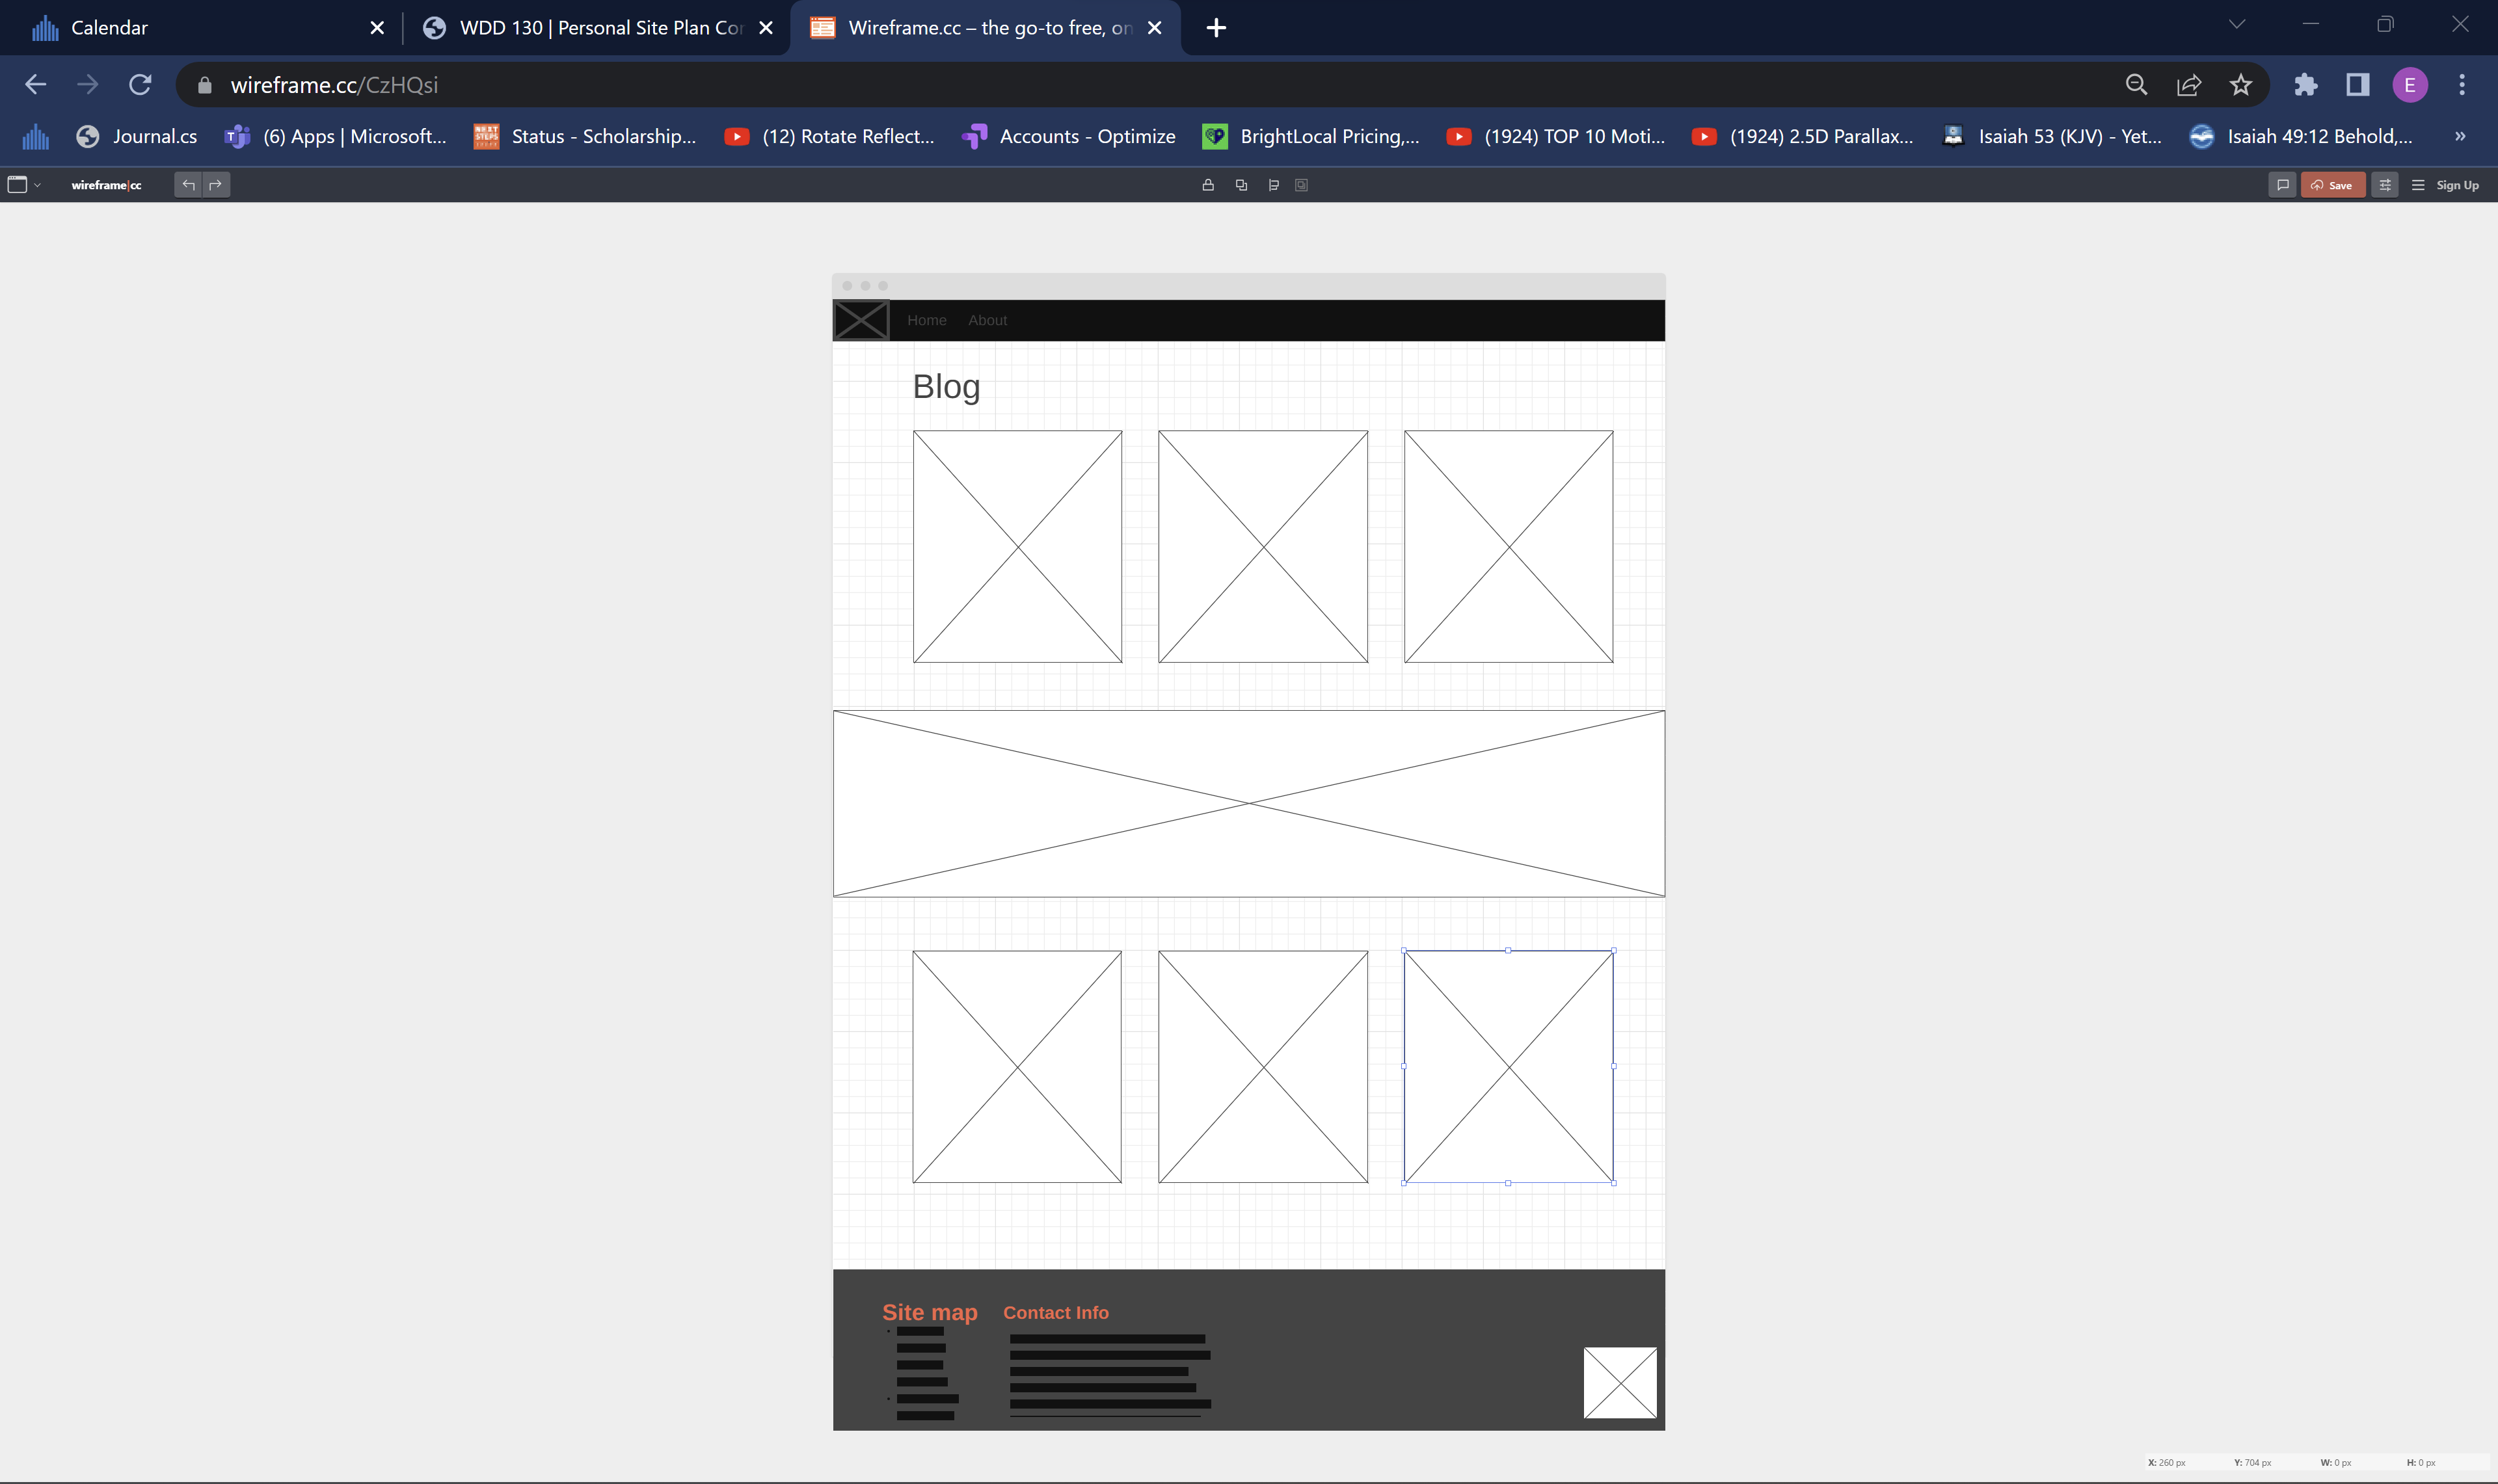 Calendar
WDD 130 | Personal Site Plan Cor
Wireframe.cc – the go-to free, on
wireframe.cc/CzHQsi
E
Journal.cs
(6) Apps | Microsoft...
NEXT STEPS
Status - Scholarship...
(12) Rotate Reflect...
Accounts - Optimize
BrightLocal Pricing,...
(1924) TOP 10 Moti...
(1924) 2.5D Parallax...
Isaiah 53 (KJV) - Yet...
Isaiah 49:12 Behold,...
»
wireframe|cc
Save
Sign Up
Home
About
Blog
Site map
Contact Info
X: 260 px
Y: 704 px
W: 0 px
H: 0 px